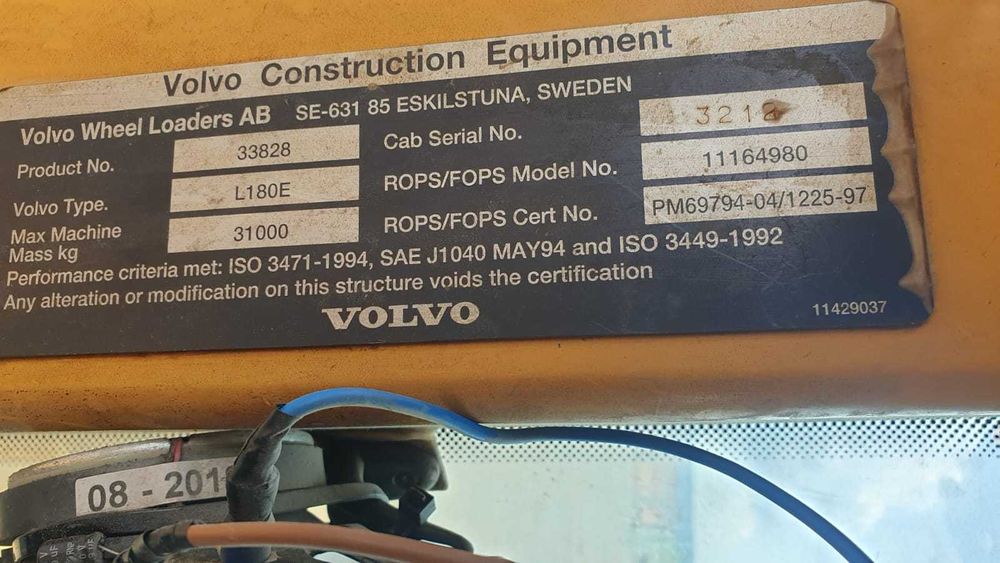 Volvo Construction Equipment
Volvo Wheel Loaders AB SE-631 85 ESKILSTUNA, SWEDEN
Product No. 33828
Volvo Type. L180E
Max Machine Mass kg 31000
Cab Serial No.
ROPS/FOPS Model No. 11164980
ROPS/FOPS Cert No. PM69794-04/1225-97
Performance criteria met: ISO 3471-1994, SAE J1040 MAY94 and ISO 3449-1992
Any alteration or modification on this structure voids the certification
VOLVO
11429037